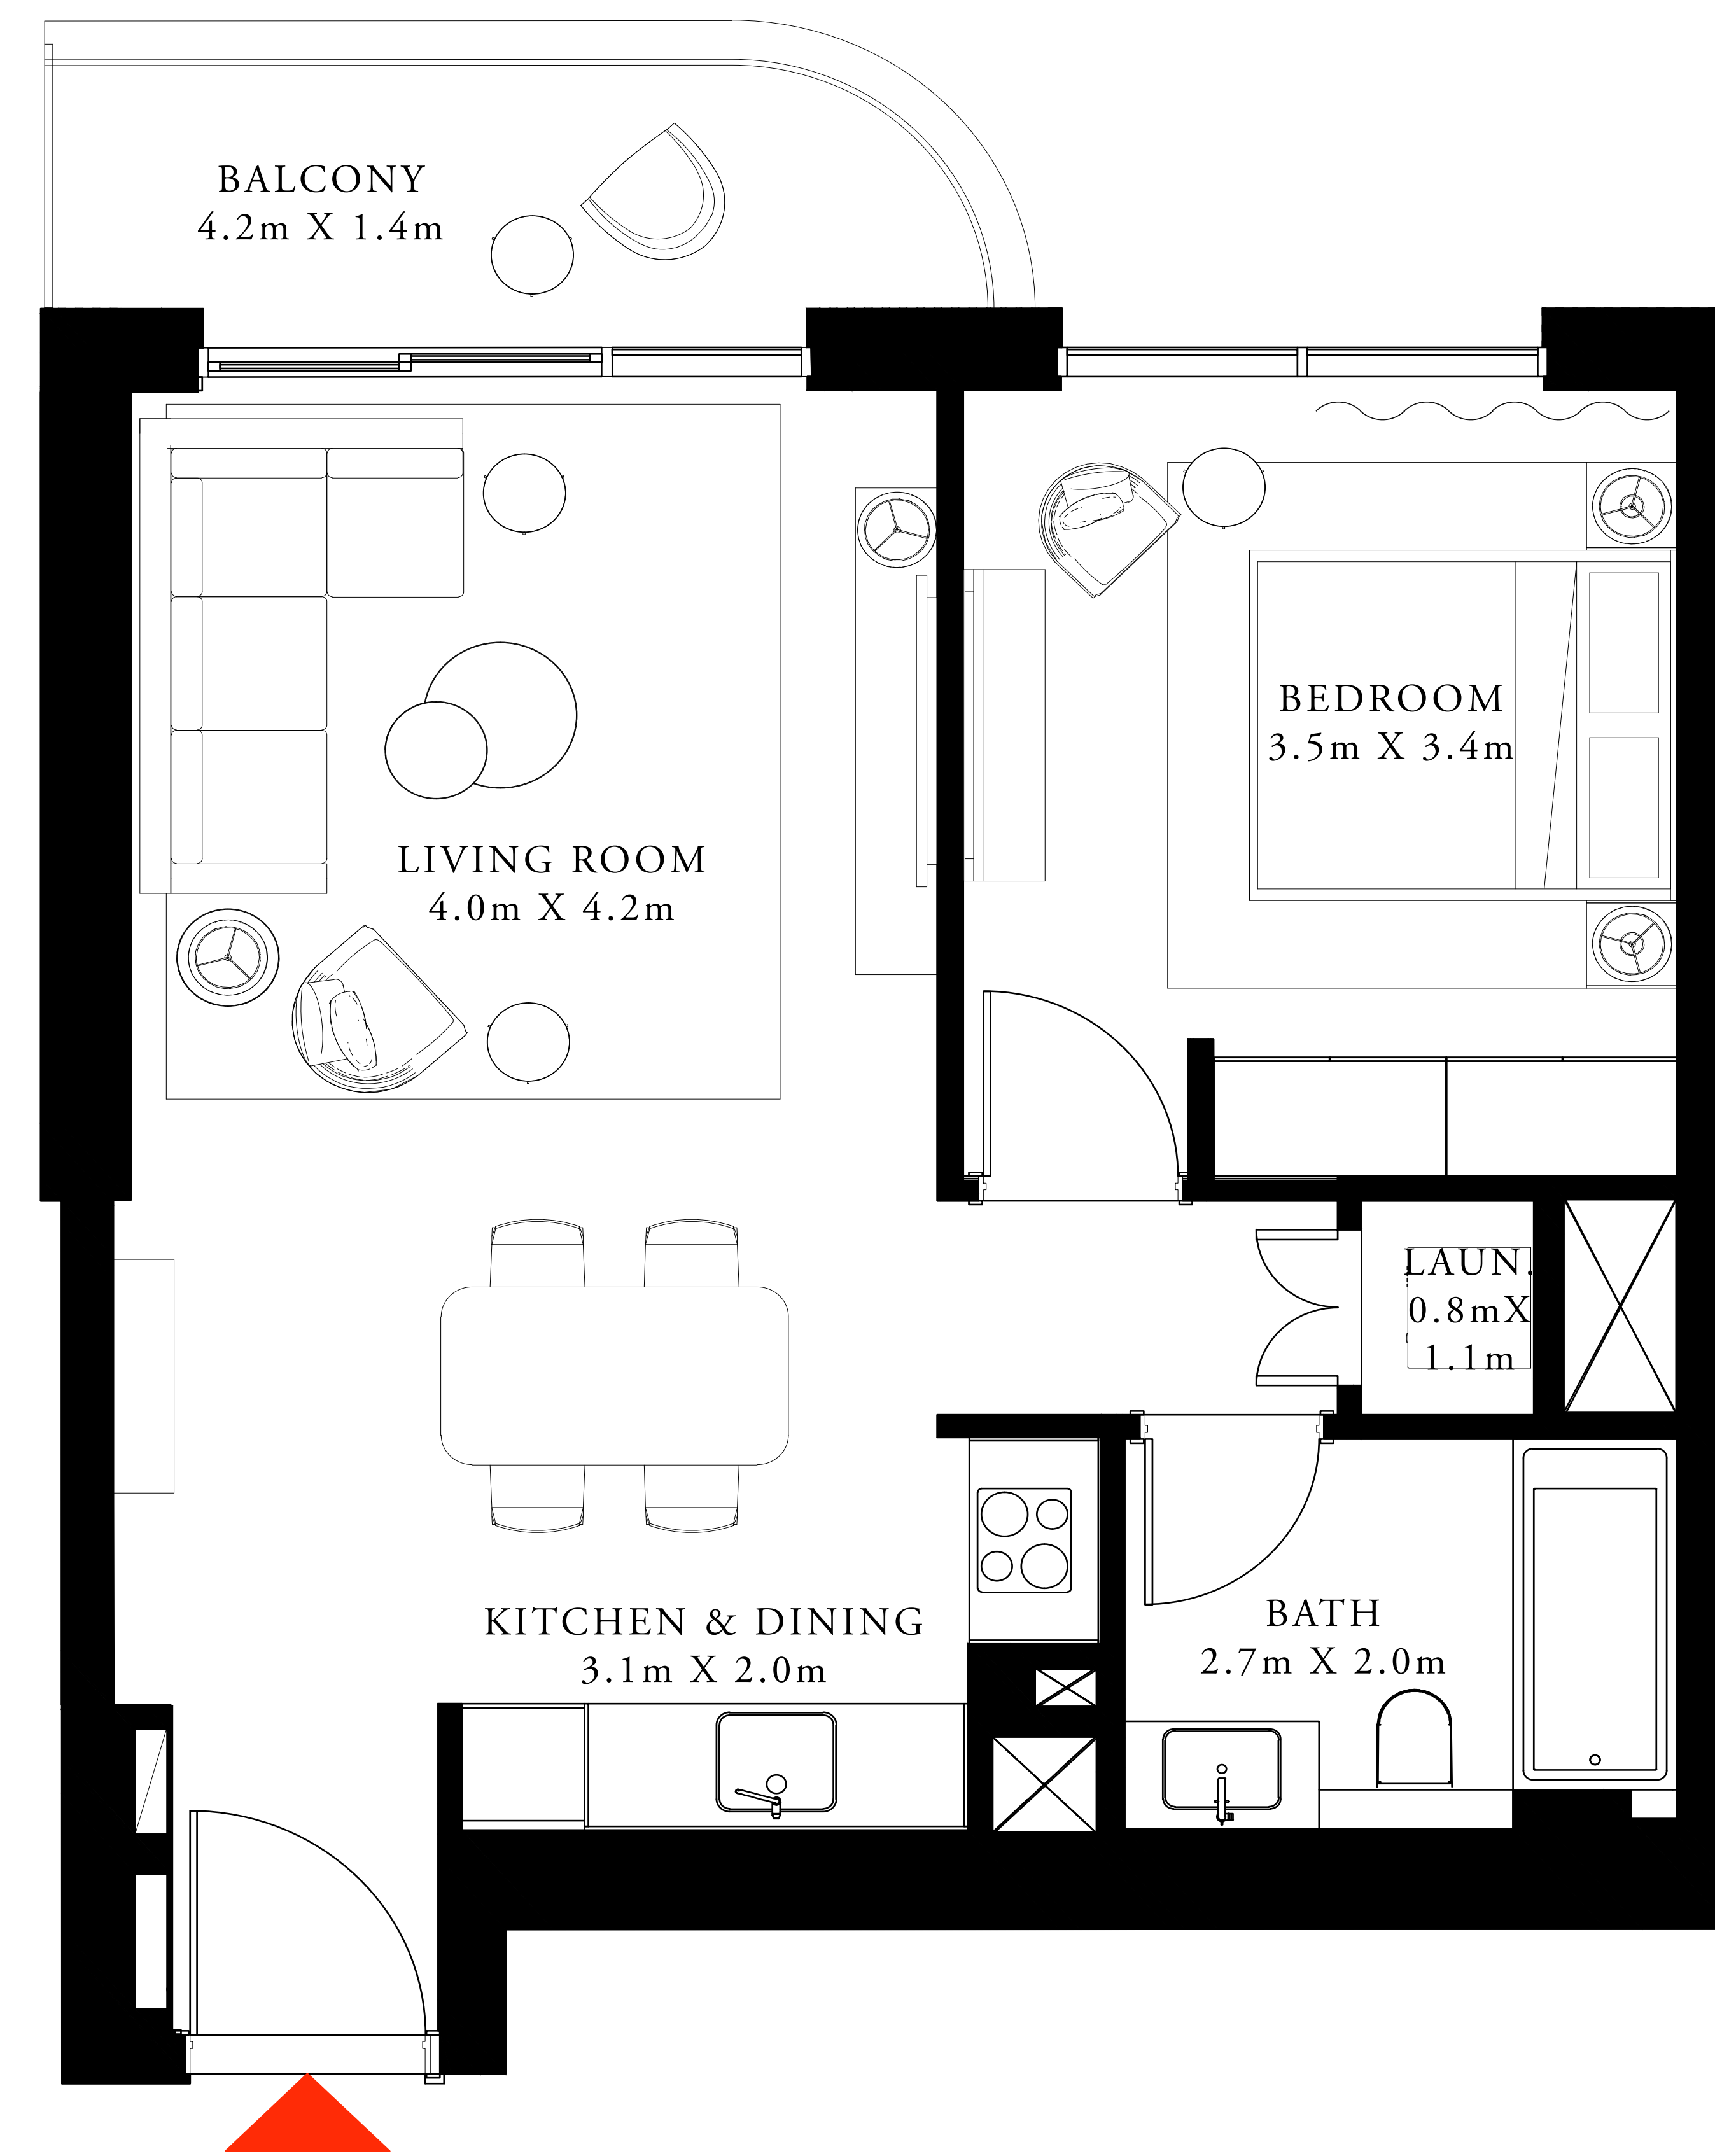 BALCONY
4.2m X 1.4m
BEDROOM
3.5m X 3.4m
LIVING ROOM
4.0m X 4.2m
LAUN.
0.8mX
1.1m
KITCHEN & DINING
3.1m X 2.0m
BATH
2.7m X 2.0m